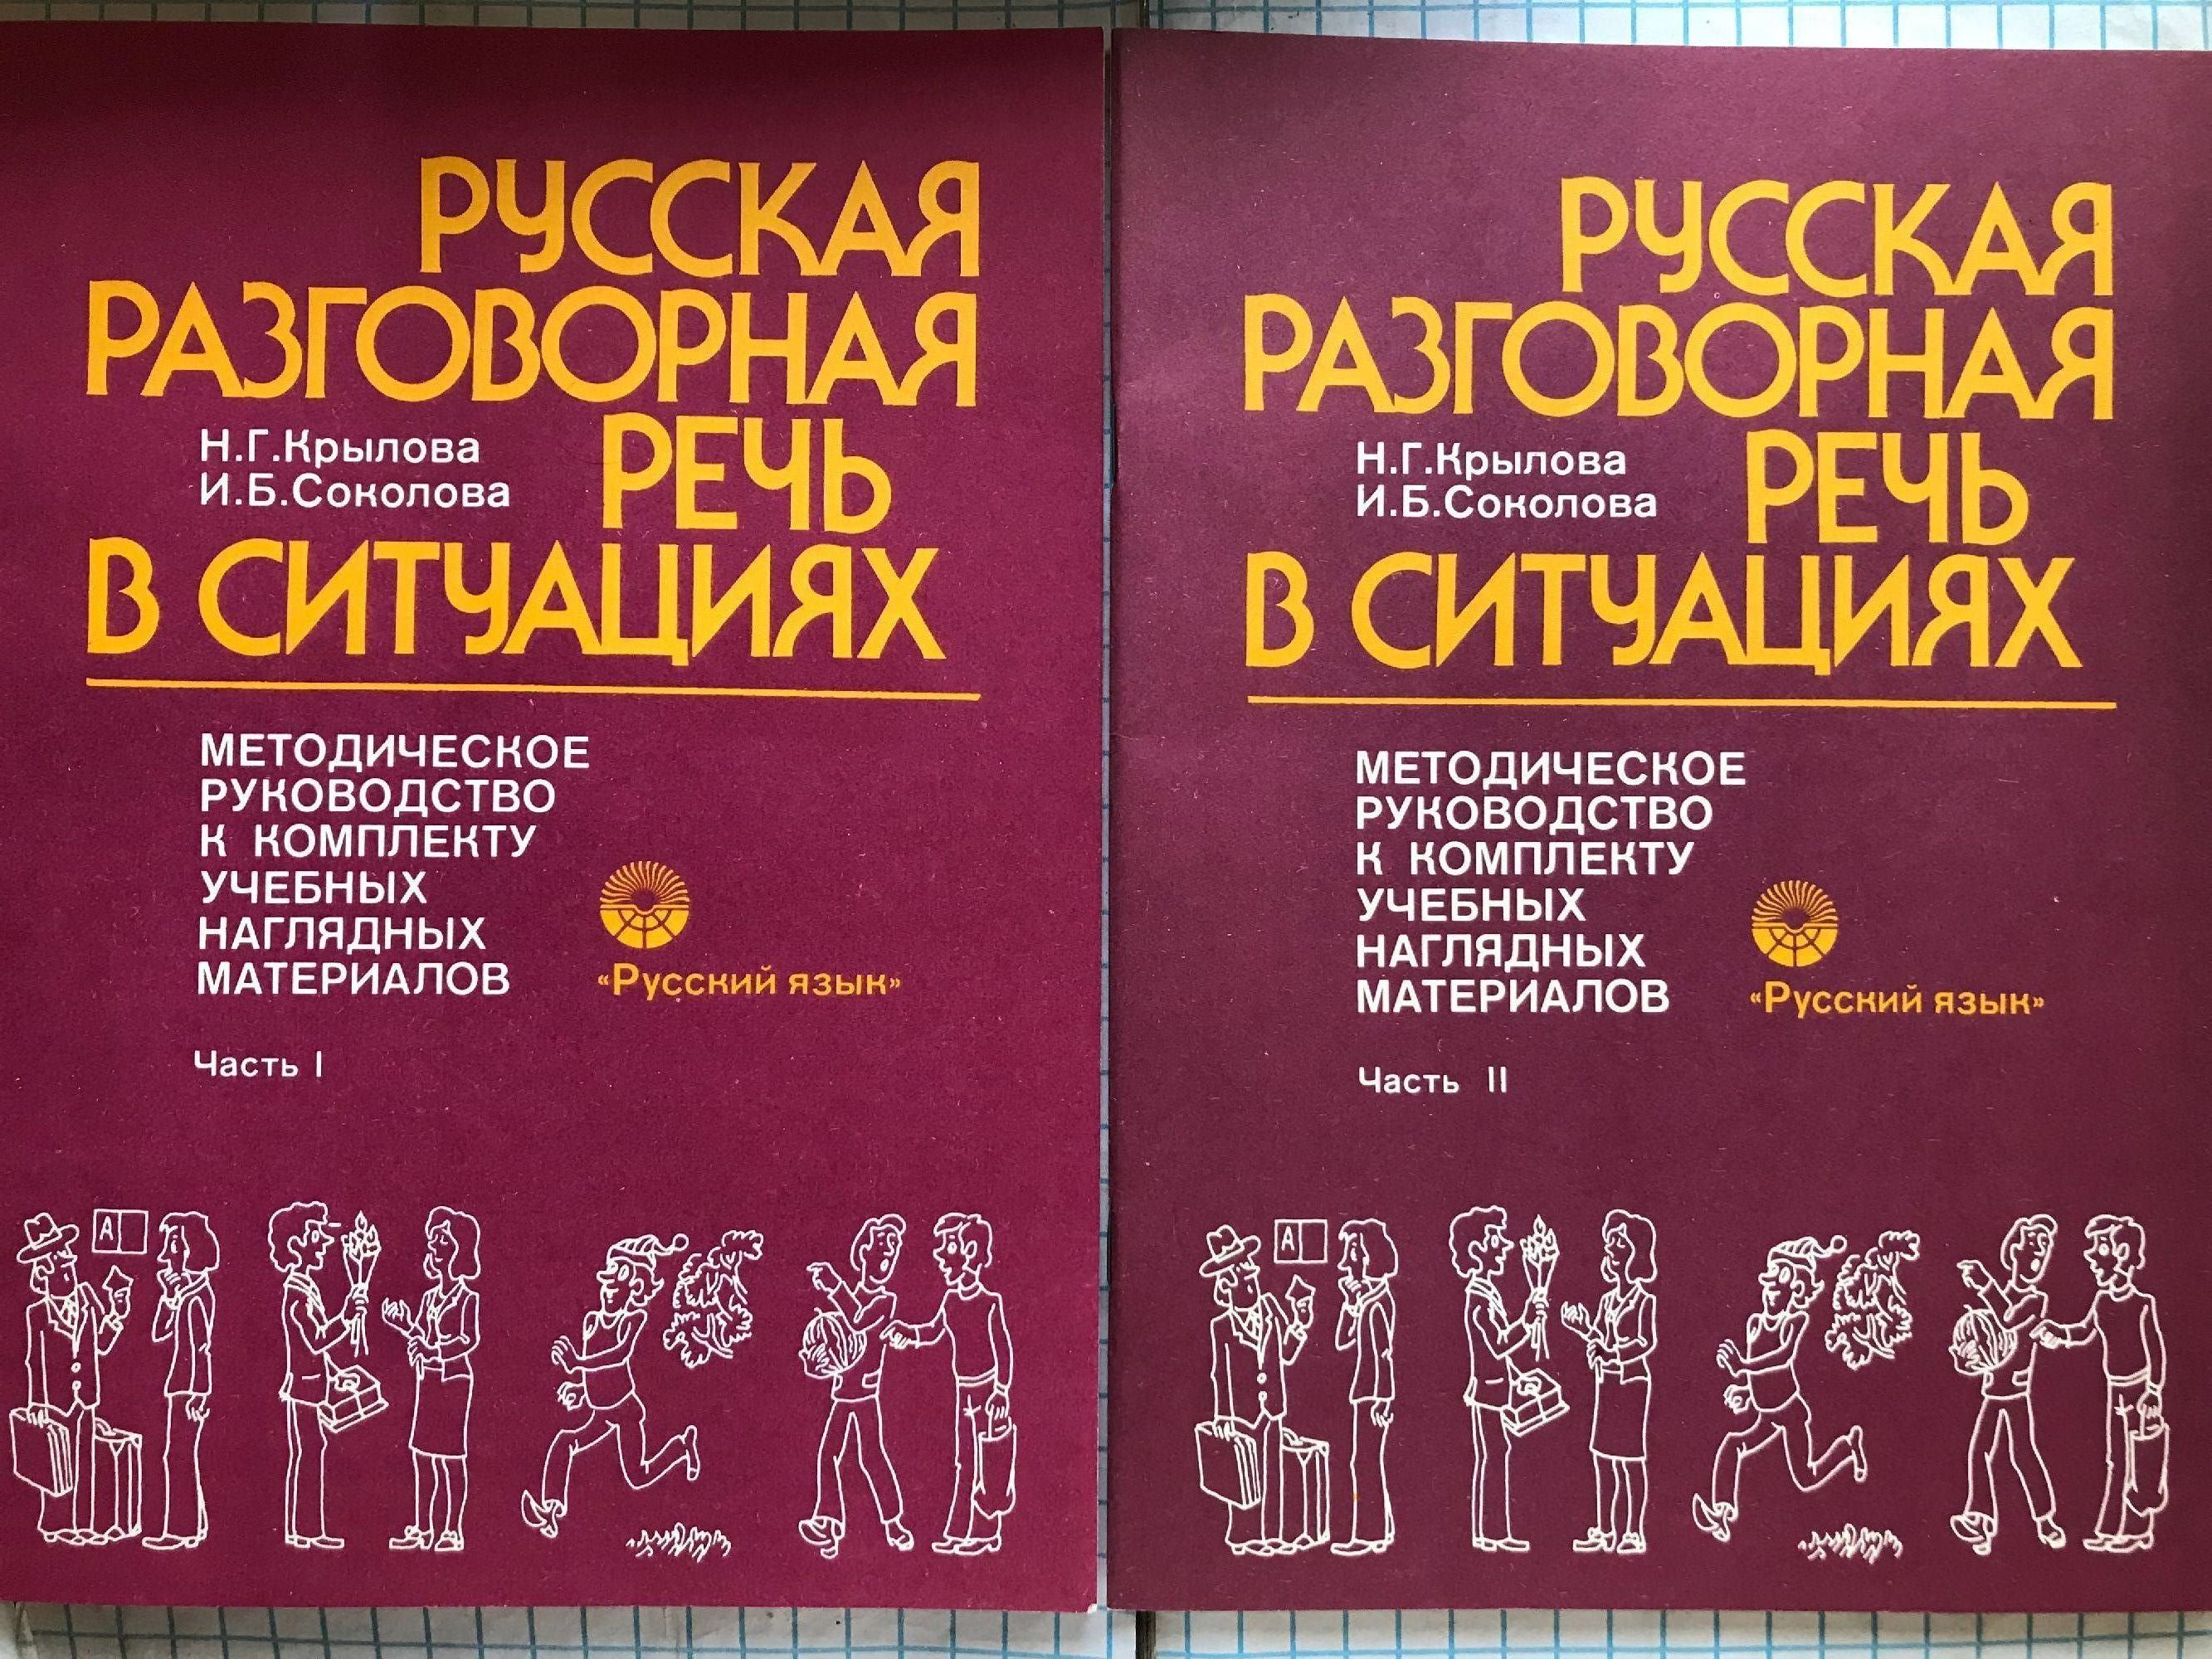 РУССКАЯ
РАЗГОВОРНАЯ
Н.Г.Крылова
И.Б.Соколова
РЕЧЬ
В СИТУАЦИЯХ
МЕТОДИЧЕСКОЕ
РУКОВОДСТВО
К КОМПЛЕКТУ
УЧЕБНЫХ
НАГЛЯДНЫХ
МАТЕРИАЛОВ
«Русский язык»
Часть I
А
РУССКАЯ
РАЗГОВОРНАЯ
Н.Г.Крылова
И.Б.Соколова
РЕЧЬ
В СИТУАЦИЯХ
МЕТОДИЧЕСКОЕ
РУКОВОДСТВО
К КОМПЛЕКТУ
УЧЕБНЫХ
НАГЛЯДНЫХ
МАТЕРИАЛОВ
«Русский язык»
Часть II
А